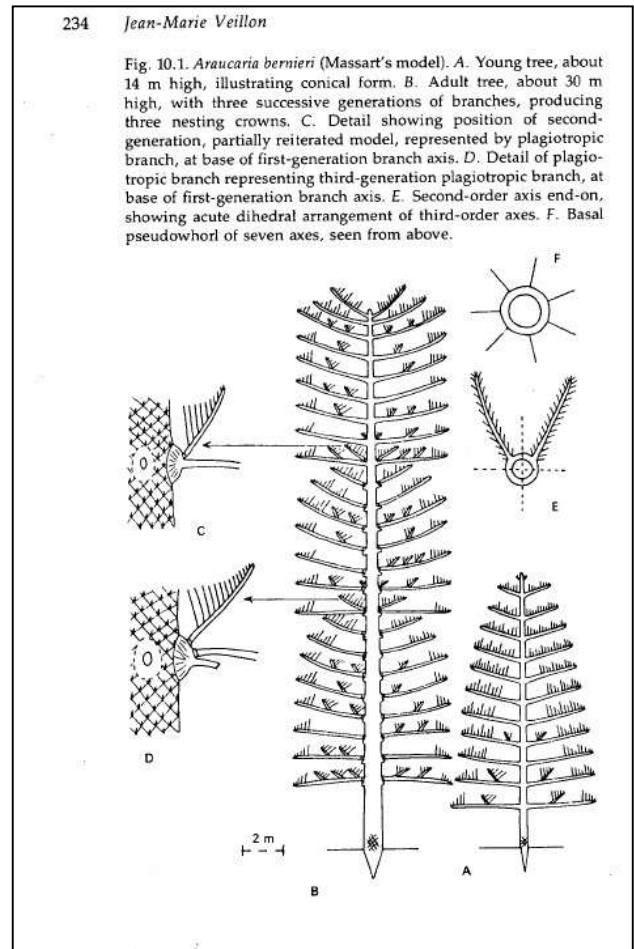 234 Jean-Marie Veillon
Fig. 10.1. Araucaria bernieri (Massart's model). A. Young tree, about
14 m high, illustrating conical form. B. Adult tree, about 30 m
high, with three successive generations of branches, producing
three nesting crowns. C. Detail showing position of second-
generation, partially reiterated model, represented by plagiotropic
branch, at base of first-generation branch axis. D. Detail of plagio-
tropic branch representing third-generation plagiotropic branch, at
base of first-generation branch axis. E. Second-order axis end-on,
showing acute dihedral arrangement of third-order axes. F. Basal
pseudowhorl of seven axes, seen from above.
F
E
C
D
2 m
A
B